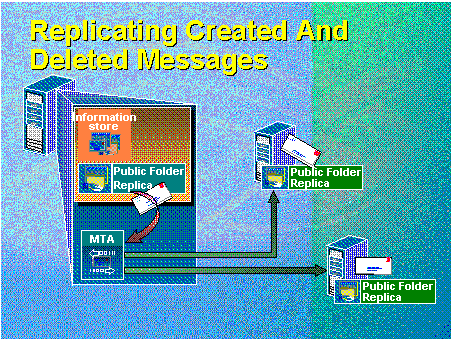 Replicating Created And
Deleted Messages
Information
store
Public Folder
Replica
MTA
Public Folder
Replica
Public Folder
Replica